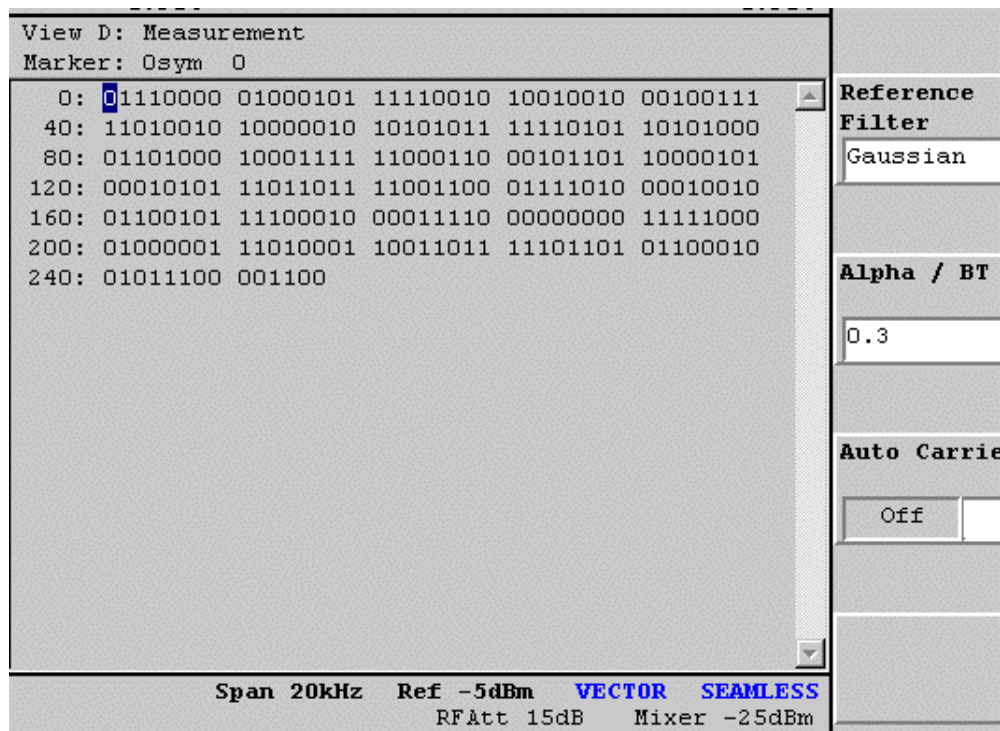 View D: Measurement
Marker: 0sym 0
0: 01110000 01000101 11110010 10010010 00100111
40: 11010010 10000010 10101011 11110101 10101000
80: 01101000 10001111 11000110 00101101 10000101
120: 00010101 11011011 11001100 01111010 00010010
160: 01100101 11100010 00011110 00000000 11111000
200: 01000001 11010001 10011011 11101101 01100010
240: 01011100 001100
Span 20kHz Ref -5dBm VECTOR SEAMLESS
RFAtt 15dB Mixer -25dBm
Reference
Filter
Gaussian
Alpha / BT
0.3
Auto Carrie
Off